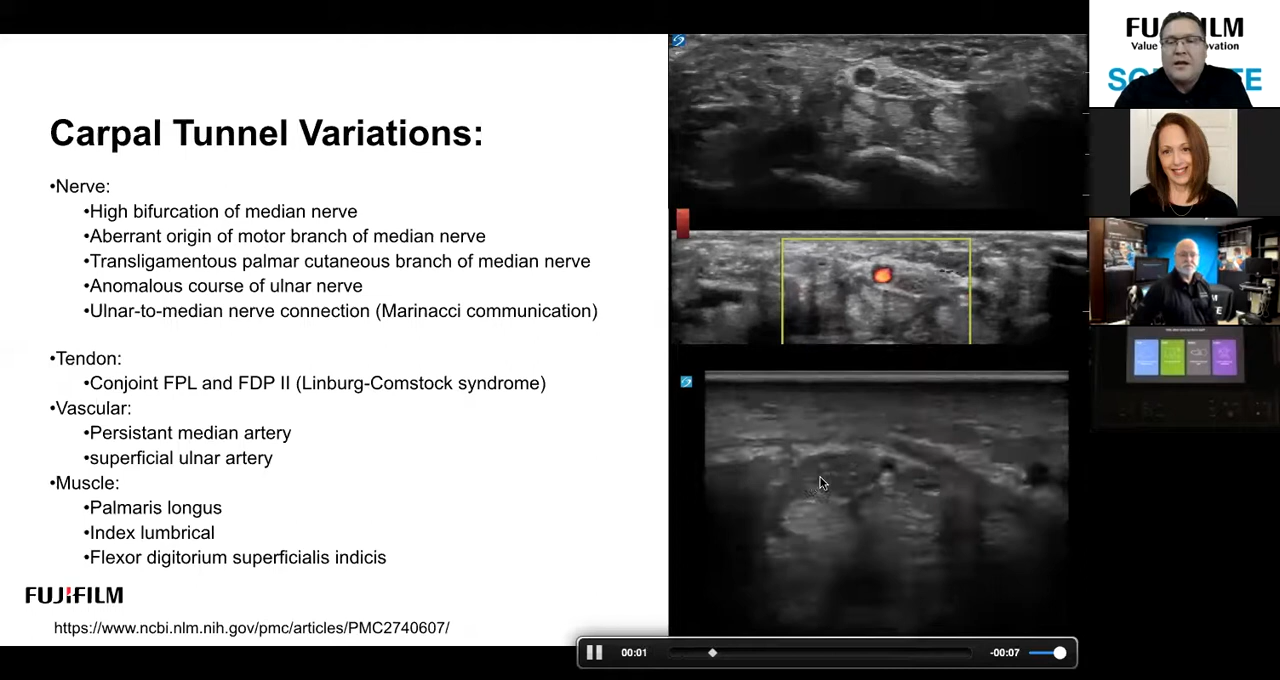 Carpal Tunnel Variations:
•Nerve:
•High bifurcation of median nerve
•Aberrant origin of motor branch of median nerve
•Transligamentous palmar cutaneous branch of median nerve
•Anomalous course of ulnar nerve
•Ulnar-to-median nerve connection (Marinacci communication)
•Tendon:
•Conjoint FPL and FDP II (Linburg-Comstock syndrome)
•Vascular:
•Persistant median artery
•superficial ulnar artery
•Muscle:
•Palmaris longus
•Index lumbrical
•Flexor digitorium superficialis indicis
FUJIFILM
https://www.ncbi.nlm.nih.gov/pmc/articles/PMC2740607/
00:01
-00:07